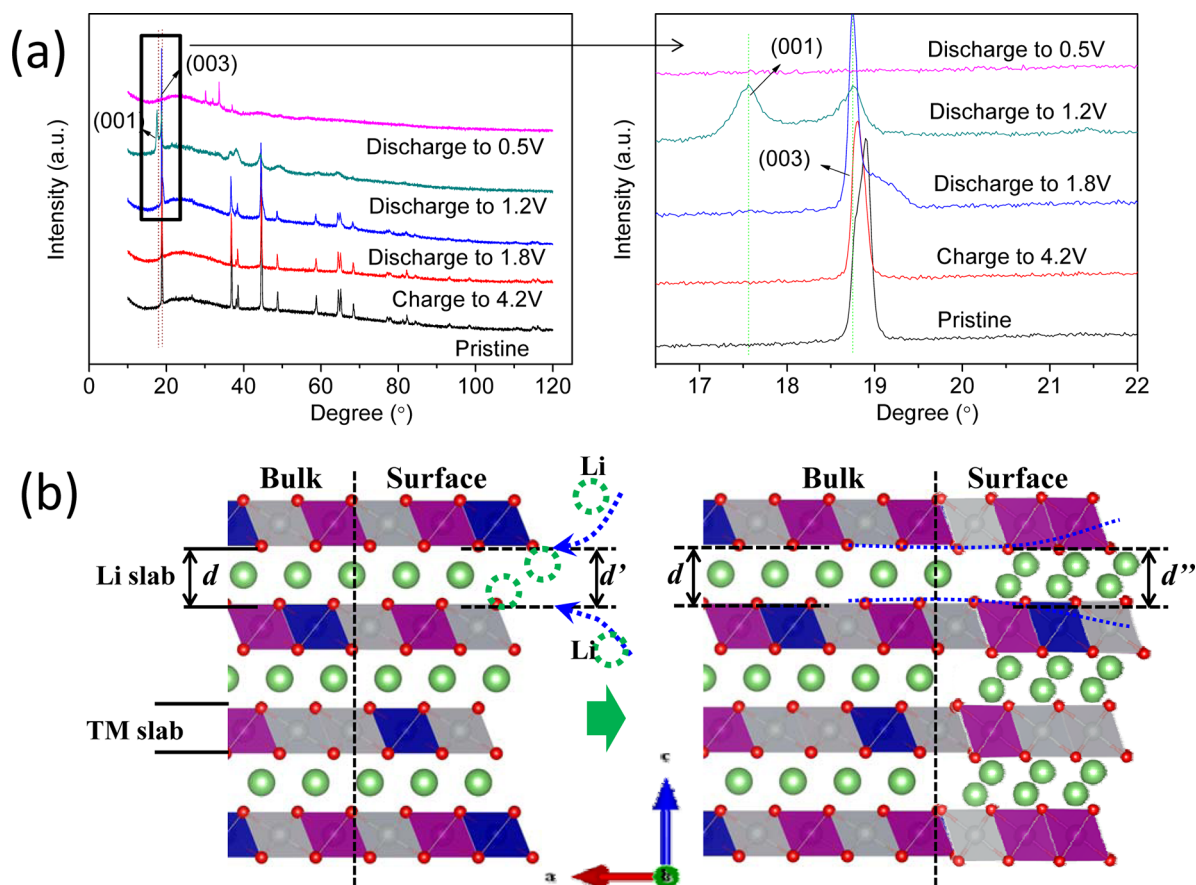 (a)
Intensity (a.u.)
(003)
(001)
Discharge to 0.5V
Discharge to 1.2V
Discharge to 1.8V
Charge to 4.2V
Pristine
0 20 40 60 80 100 120
Degree (°)
Intensity (a.u.)
(001)
Discharge to 0.5V
Discharge to 1.2V
(003)
Discharge to 1.8V
Charge to 4.2V
Pristine
17 18 19 20 21 22
Degree (°)
(b)
Bulk Surface
Li
Li slab d d'
Li
TM slab
Bulk Surface
d d''
c
a b